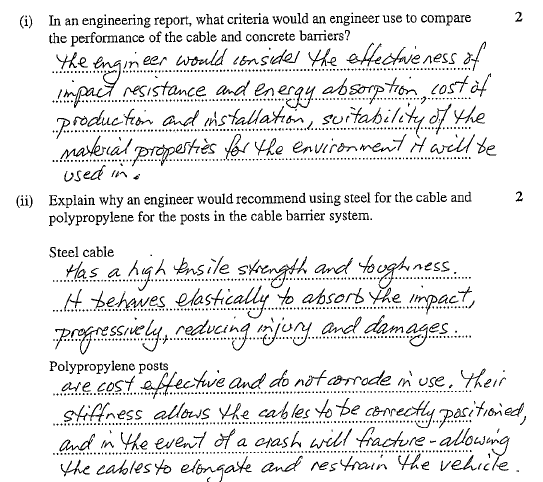 (i) In an engineering report, what criteria would an engineer use to compare 2
the performance of the cable and concrete barriers?
The engineer would consider the effectiveness of
impact resistance and energy absorption, cost of
production and installation, suitability of the
material properties for the environment it will be
used in.
(ii) Explain why an engineer would recommend using steel for the cable and 2
polypropylene for the posts in the cable barrier system.
Steel cable
Has a high tensile strength and toughness.
It behaves elastically to absorb the impact,
progressively, reducing injury and damages.
Polypropylene posts
are cost effective and do not corrode in use. Their
stiffness allows the cables to be correctly positioned,
and in the event of a crash will fracture - allowing
the cables to elongate and restrain the vehicle.